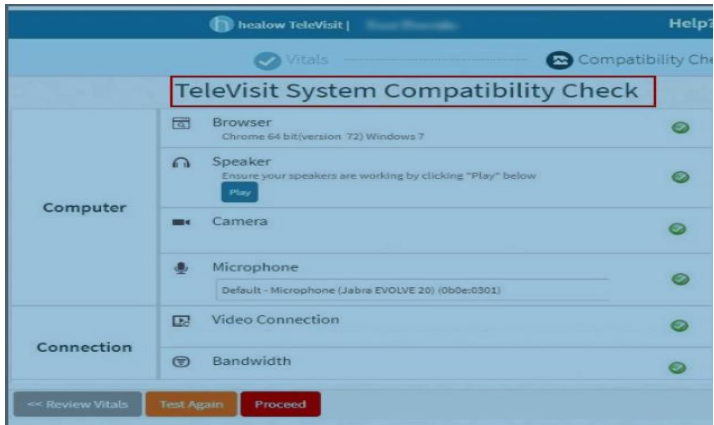 healow TeleVisit |
Help?
Vitals
Compatibility Che
TeleVisit System Compatibility Check
Computer
Browser
Chrome 64 bit(version 72) Windows 7
Speaker
Ensure your speakers are working by clicking "Play" below
Play
Camera
Microphone
Default - Microphone (Jabra EVOLVE 20) (0b0e:0301)
Connection
Video Connection
Bandwidth
<< Review Vitals
Test Again
Proceed